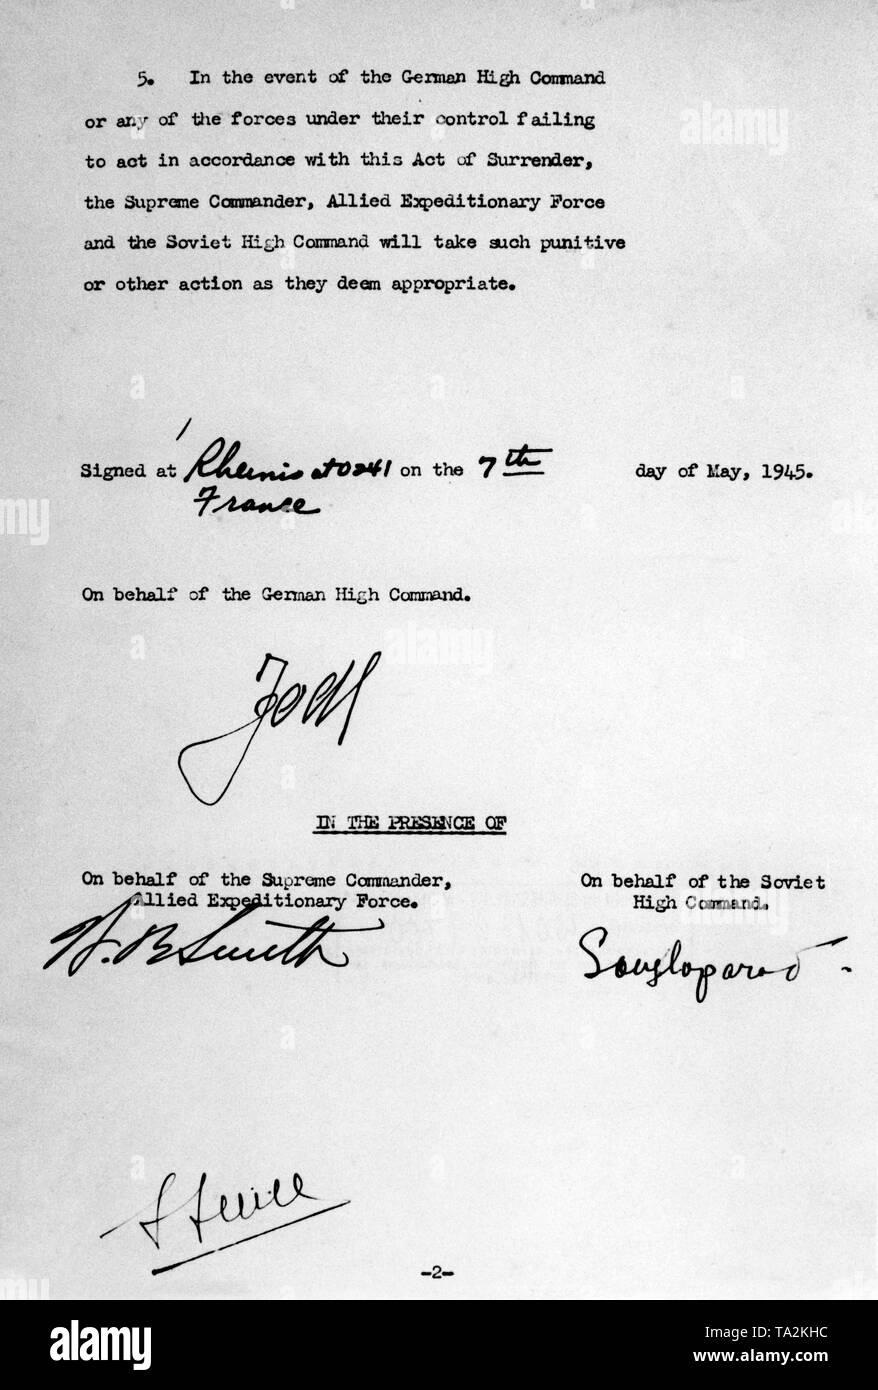 5. In the event of the German High Command
or any of the forces under their control failing
to act in accordance with this Act of Surrender,
the Supreme Commander, Allied Expeditionary Force
and the Soviet High Command will take such punitive
or other action as they deem appropriate.
Signed at Rheims at 0241 on the 7th day of May, 1945.
France
On behalf of the German High Command.
Jodl
IN THE PRESENCE OF
On behalf of the Supreme Commander,
Allied Expeditionary Force.
W. B. Smith
On behalf of the Soviet
High Command.
Sousloparov
-2-
alamy
Image ID: TA2KHC
www.alamy.com